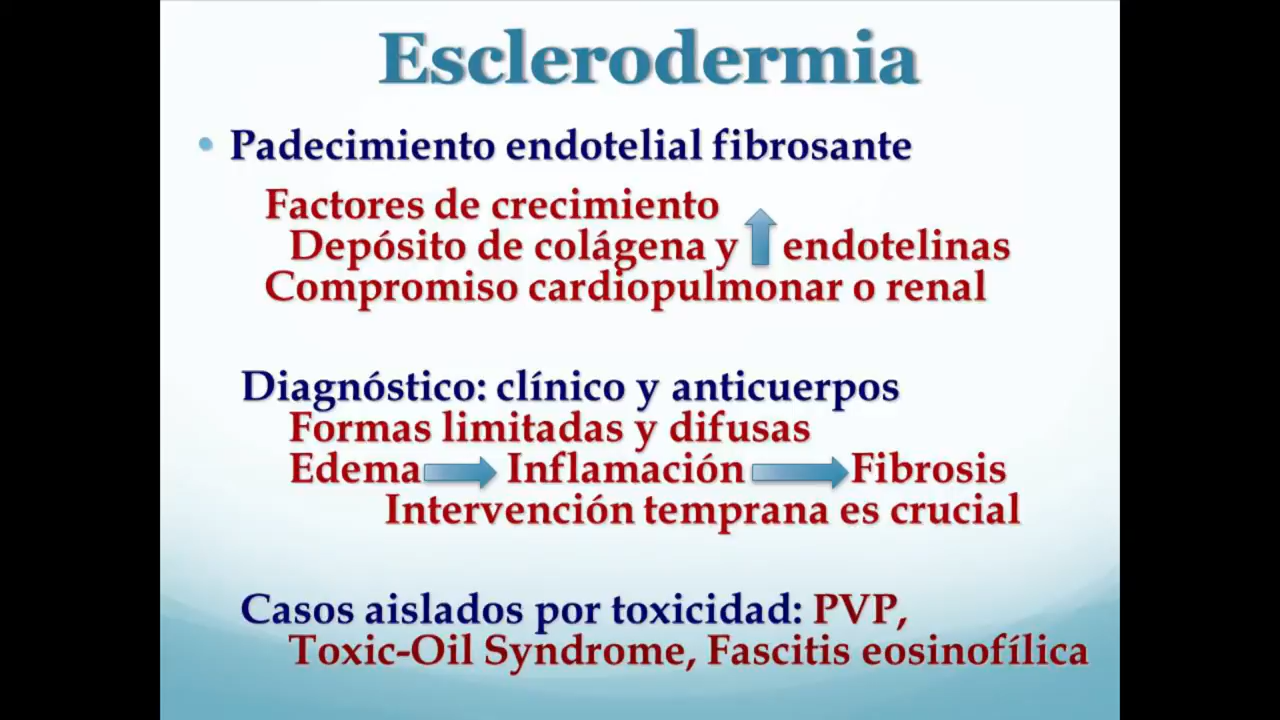 Esclerodermia
• Padecimiento endotelial fibrosante
Factores de crecimiento
Depósito de colágena y endotelinas
Compromiso cardiopulmonar o renal
Diagnóstico: clínico y anticuerpos
Formas limitadas y difusas
Edema Inflamación Fibrosis
Intervención temprana es crucial
Casos aislados por toxicidad: PVP,
Toxic-Oil Syndrome, Fascitis eosinofílica